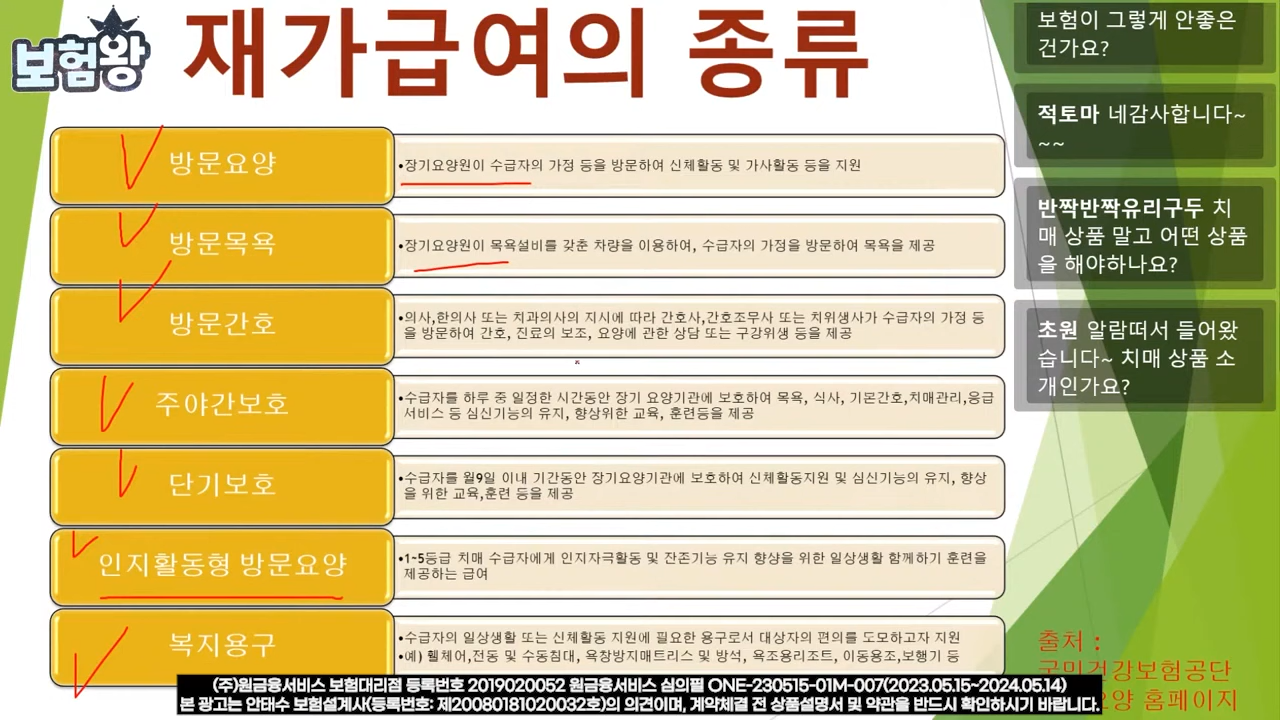 보험왕
재가급여의 종류
방문요양
•장기요양원이 수급자의 가정 등을 방문하여 신체활동 및 가사활동 등을 지원
방문목욕
•장기요양원이 목욕설비를 갖춘 차량을 이용하여, 수급자의 가정을 방문하여 목욕을 제공
방문간호
•의사,한의사 또는 치과의사의 지시에 따라 간호사,간호조무사 또는 치위생사가 수급자의 가정 등
을 방문하여 간호, 진료의 보조, 요양에 관한 상담 또는 구강위생 등을 제공
주야간보호
•수급자를 하루 중 일정한 시간동안 장기 요양기관에 보호하여 목욕, 식사, 기본간호,치매관리,응급
서비스 등 심신기능의 유지, 향상위한 교육, 훈련등을 제공
단기보호
•수급자를 월9일 이내 기간동안 장기요양기관에 보호하여 신체활동지원 및 심신기능의 유지, 향상
을 위한 교육,훈련 등을 제공
인지활동형 방문요양
•1~5등급 치매 수급자에게 인지자극활동 및 잔존기능 유지 향샹을 위한 일상생활 함께하기 훈련을
제공하는 급여
복지용구
•수급자의 일상생활 또는 신체활동 지원에 필요한 용구로서 대상자의 편의를 도모하고자 지원
•예) 휠체어,전동 및 수동침대, 욕창방지매트리스 및 방석, 욕조용리조트, 이동용조,보행기 등
보험이 그렇게 안좋은
건가요?
적토마 네감사합니다~
~~
반짝반짝유리구두 치
매 상품 말고 어떤 상품
을 해야하나요?
초원 알람떠서 들어왔
습니다~ 치매 상품 소
개인가요?
출처 :
국민건강보험공단
요양 홈페이지
(주)원금융서비스 보험대리점 등록번호 2019020052 원금융서비스 심의필 ONE-230515-01M-007(2023.05.15~2024.05.14)
본 광고는 안태수 보험설계사(등록번호: 제20080181020032호)의 의견이며, 계약체결 전 상품설명서 및 약관을 반드시 확인하시기 바랍니다.